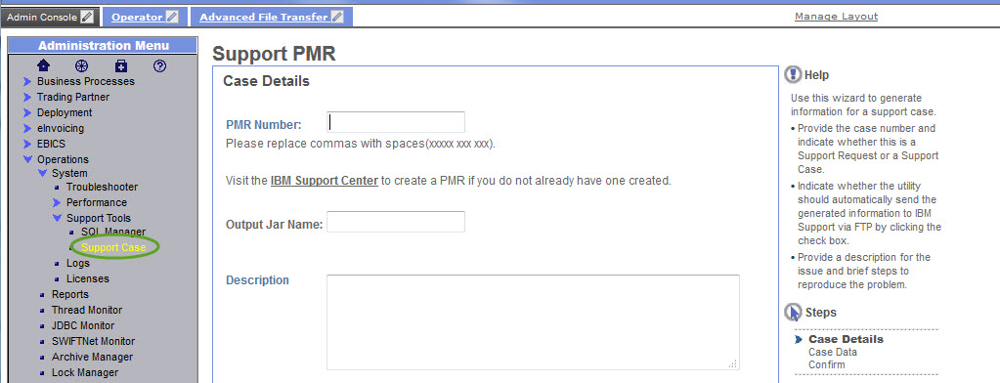 Admin Console
Operator
Advanced File Transfer
Manage Layout
Administration Menu
Business Processes
Trading Partner
Deployment
eInvoicing
EBICS
Operations
System
Troubleshooter
Performance
Support Tools
SQL Manager
Support Case
Logs
Licenses
Reports
Thread Monitor
JDBC Monitor
SWIFTNet Monitor
Archive Manager
Lock Manager
Support PMR
Case Details
PMR Number:
Please replace commas with spaces(xxxxx xxx xxx).
Visit the IBM Support Center to create a PMR if you do not already have one created.
Output Jar Name:
Description
Help
Use this wizard to generate
information for a support case.
• Provide the case number and
indicate whether this is a
Support Request or a Support
Case.
• Indicate whether the utility
should automatically send the
generated information to IBM
Support via FTP by clicking the
check box.
• Provide a description for the
issue and brief steps to
reproduce the problem.
Steps
Case Details
Case Data
Confirm